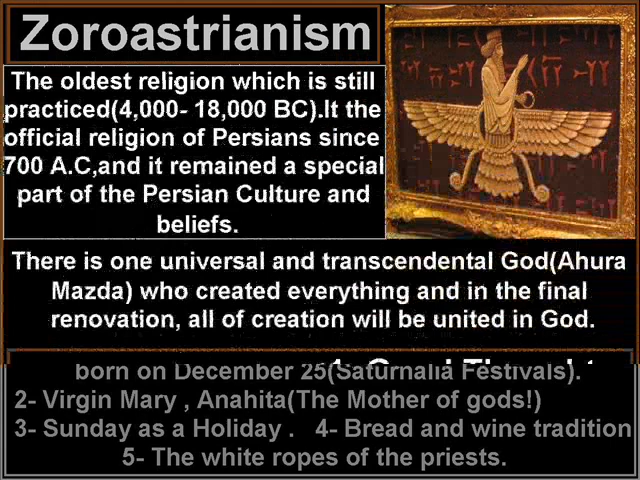 Zoroastrianism
The oldest religion which is still
practiced(4,000- 18,000 BC).It the
official religion of Persians since
700 A.C,and it remained a special
part of the Persian Culture and
beliefs.
There is one universal and transcendental God(Ahura
Mazda) who created everything and in the final
renovation, all of creation will be united in God.
born on December 25(Saturnalia Festivals).
2- Virgin Mary , Anahita(The Mother of gods!)
3- Sunday as a Holiday . 4- Bread and wine tradition
5- The white ropes of the priests.